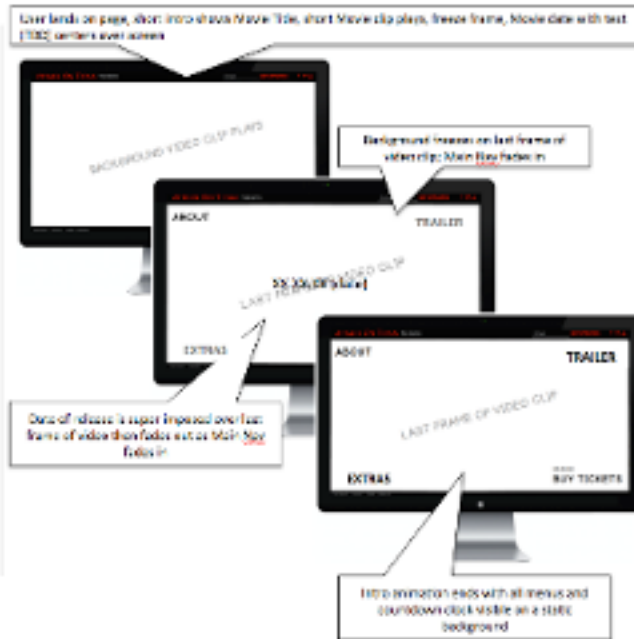 User lands on page, short intro shows Movie Title, short Movie clip plays, freeze frame, Movie date with text
(TBD) centers over screen
BACKGROUND VIDEO CLIP PLAYS
Background freezes on last frame of
video clip; Main Nav fades in
ABOUT
TRAILER
LAST FRAME OF VIDEO CLIP
EXTRAS
Date of release is super imposed over last
frame of video then fades out as Main Nav
fades in
ABOUT
TRAILER
LAST FRAME OF VIDEO CLIP
EXTRAS
BUY TICKETS
Intro animation ends with all menus and
countdown clock visible on a static
background